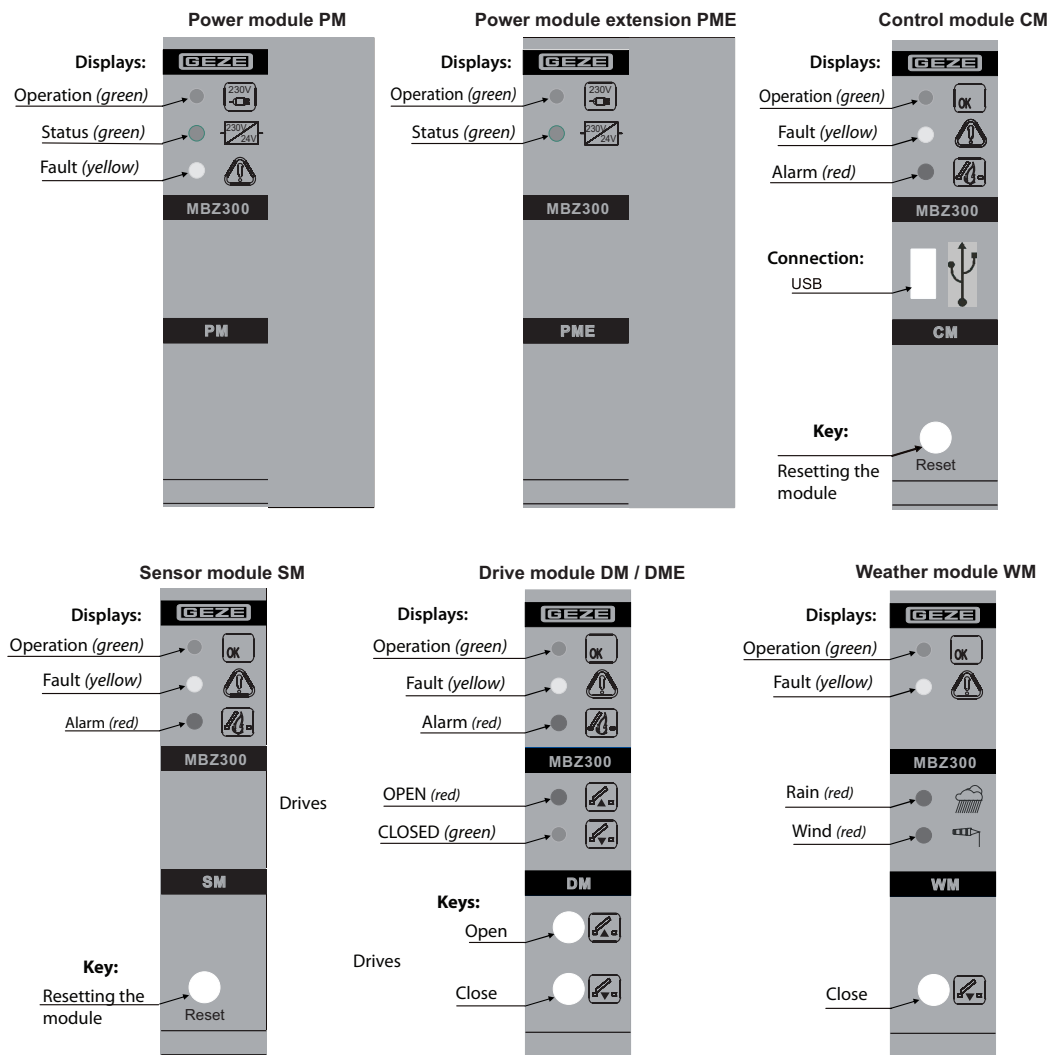 Power module PM
Displays:
GEZE
Operation (green)
230V
Status (green)
230V
24V
Fault (yellow)
MBZ300
PM
Power module extension PME
Displays:
GEZE
Operation (green)
230V
Status (green)
230V
24V
MBZ300
PME
Control module CM
Displays:
GEZE
Operation (green)
OK
Fault (yellow)
Alarm (red)
MBZ300
Connection:
USB
CM
Key:
Resetting the
module
Reset
Sensor module SM
Displays:
GEZE
Operation (green)
OK
Fault (yellow)
Alarm (red)
MBZ300
SM
Key:
Resetting the
module
Reset
Drive module DM / DME
Displays:
GEZE
Operation (green)
OK
Fault (yellow)
Alarm (red)
MBZ300
Drives
OPEN (red)
CLOSED (green)
DM
Keys:
Open
Drives
Close
Weather module WM
Displays:
GEZE
Operation (green)
OK
Fault (yellow)
MBZ300
Rain (red)
Wind (red)
WM
Close